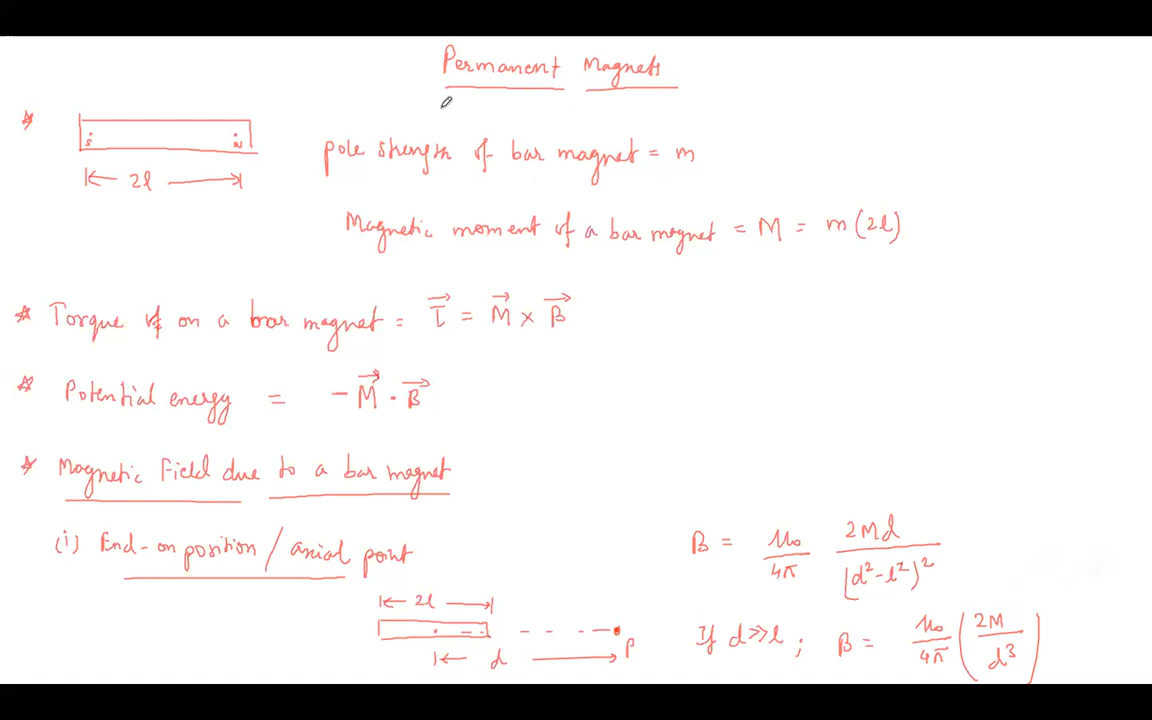 Permanent Magnets
* S N
2l
pole strength of bar magnet = m
Magnetic moment of a bar magnet = M = m(2l)
* Torque on a bar magnet = τ⃗ = M⃗ × B⃗
* Potential energy = - M⃗ · B⃗
* Magnetic Field due to a bar magnet
(i) End-on position / axial point
B = μ₀/4π 2Md/(d²-l²)²
2l
d P
If d>>l ; B = μ₀/4π (2M/d³)